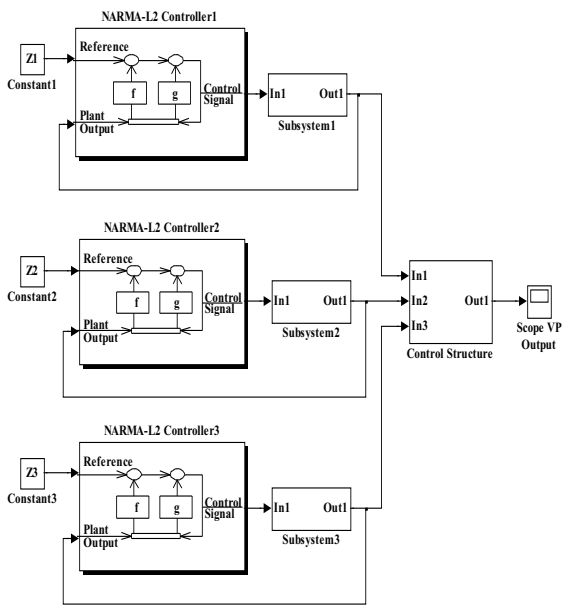 NARMA-L2 Controller1
Z1
Constant1
Reference
f
g
Control
Signal
Plant
Output
In1
Out1
Subsystem1
NARMA-L2 Controller2
Z2
Constant2
Reference
f
g
Control
Signal
Plant
Output
In1
Out1
Subsystem2
In1
In2
In3
Out1
Control Structure
Scope VP
Output
NARMA-L2 Controller3
Z3
Constant3
Reference
f
g
Control
Signal
Plant
Output
In1
Out1
Subsystem3